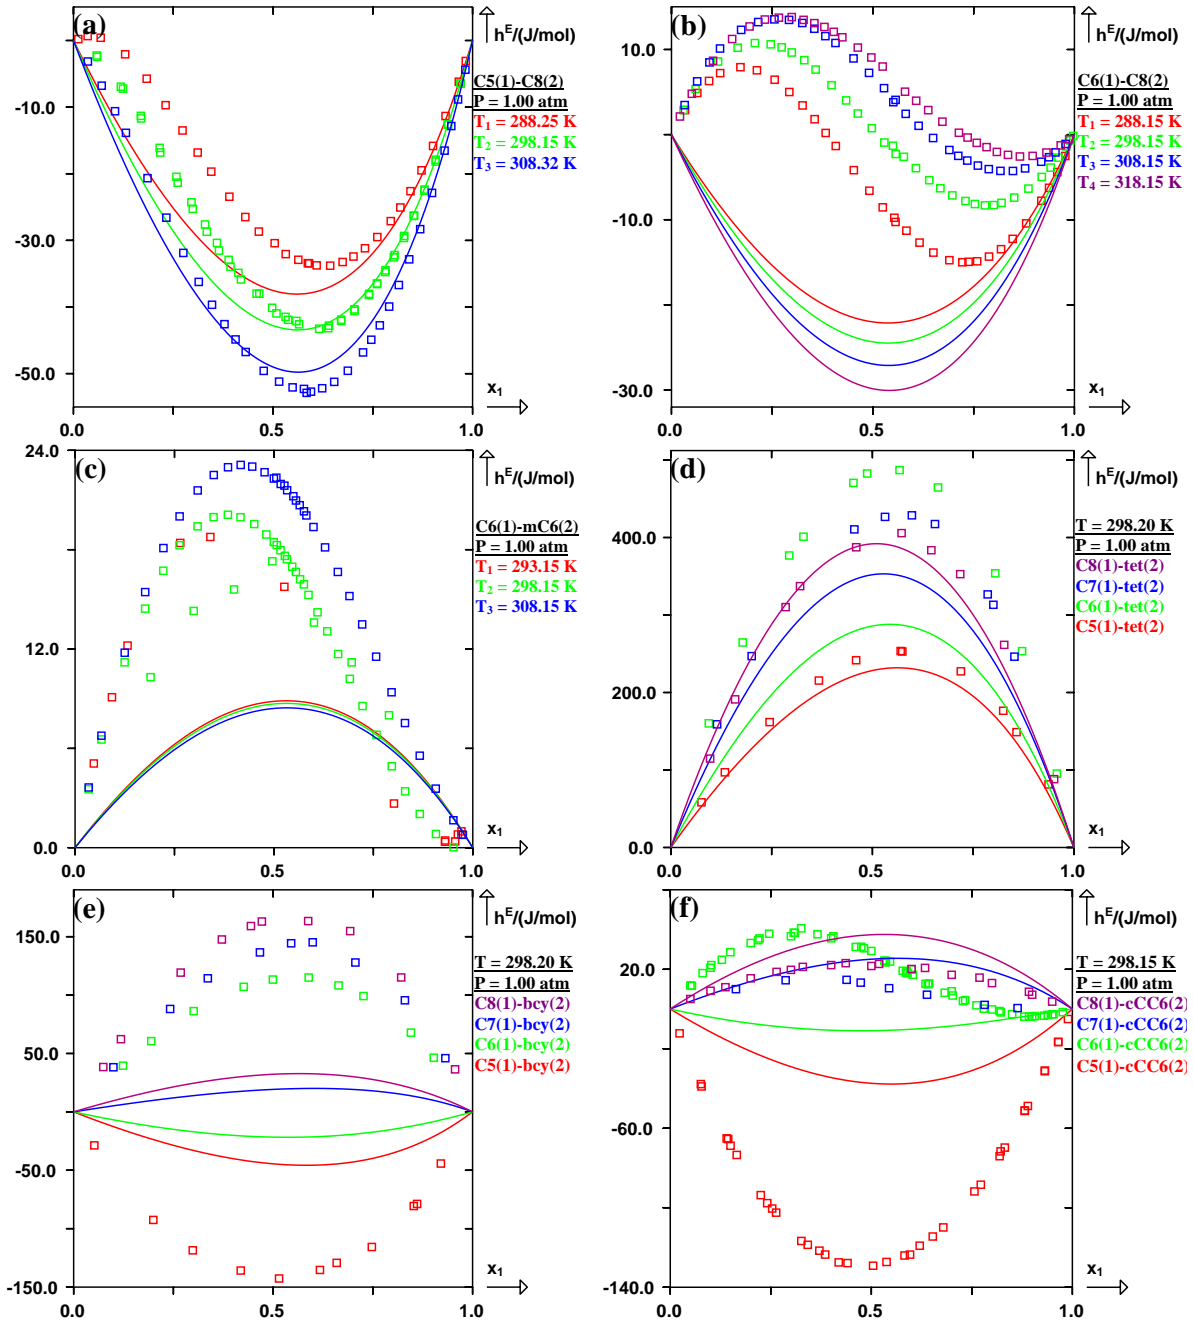 (a)
h^E/(J/mol)
C5(1)-C8(2)
P = 1.00 atm
T₁ = 288.25 K
T₂ = 298.15 K
T₃ = 308.32 K
-10.0
-30.0
-50.0
x₁
0.0 0.5 1.0
(b)
h^E/(J/mol)
C6(1)-C8(2)
P = 1.00 atm
T₁ = 288.15 K
T₂ = 298.15 K
T₃ = 308.15 K
T₄ = 318.15 K
10.0
-10.0
-30.0
x₁
0.0 0.5 1.0
(c)
h^E/(J/mol)
C6(1)-mC6(2)
P = 1.00 atm
T₁ = 293.15 K
T₂ = 298.15 K
T₃ = 308.15 K
24.0
12.0
0.0
x₁
0.0 0.5 1.0
(d)
h^E/(J/mol)
T = 298.20 K
P = 1.00 atm
C8(1)-tet(2)
C7(1)-tet(2)
C6(1)-tet(2)
C5(1)-tet(2)
400.0
200.0
0.0
x₁
0.0 0.5 1.0
(e)
h^E/(J/mol)
T = 298.20 K
P = 1.00 atm
C8(1)-bcy(2)
C7(1)-bcy(2)
C6(1)-bcy(2)
C5(1)-bcy(2)
150.0
50.0
-50.0
-150.0
x₁
0.0 0.5 1.0
(f)
h^E/(J/mol)
T = 298.15 K
P = 1.00 atm
C8(1)-cCC6(2)
C7(1)-cCC6(2)
C6(1)-cCC6(2)
C5(1)-cCC6(2)
20.0
-60.0
-140.0
x₁
0.0 0.5 1.0